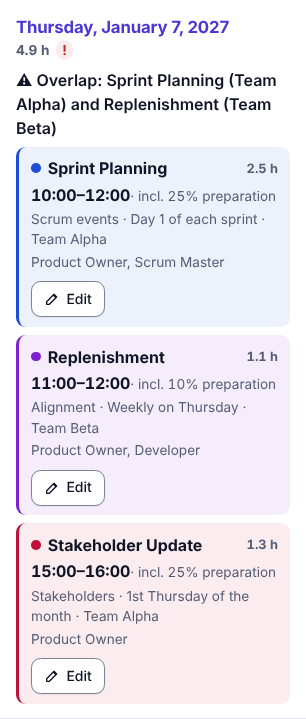 Thursday, January 7, 2027
4.9 h !
⚠ Overlap: Sprint Planning (Team
Alpha) and Replenishment (Team
Beta)
Sprint Planning 2.5 h
10:00–12:00· incl. 25% preparation
Scrum events · Day 1 of each sprint ·
Team Alpha
Product Owner, Scrum Master
Edit
Replenishment 1.1 h
11:00–12:00· incl. 10% preparation
Alignment · Weekly on Thursday ·
Team Beta
Product Owner, Developer
Edit
Stakeholder Update 1.3 h
15:00–16:00· incl. 25% preparation
Stakeholders · 1st Thursday of the
month · Team Alpha
Product Owner
Edit